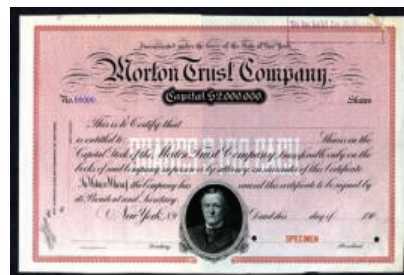 Incorporated under the Laws of the State of New York.
Morton Trust Company.
Capital $2,000,000
No. 00000. Shares
This is to Certify that
is entitled to Shares in the
Capital Stock of the Morton Trust Company, transferable only on the
books of said Company in person or by attorney on surrender of this Certificate
In Witness Whereof, the Company has caused this certificate to be signed by
its President and Secretary.
New York, 190 day of 190
SPECIMEN
Secretary. President.